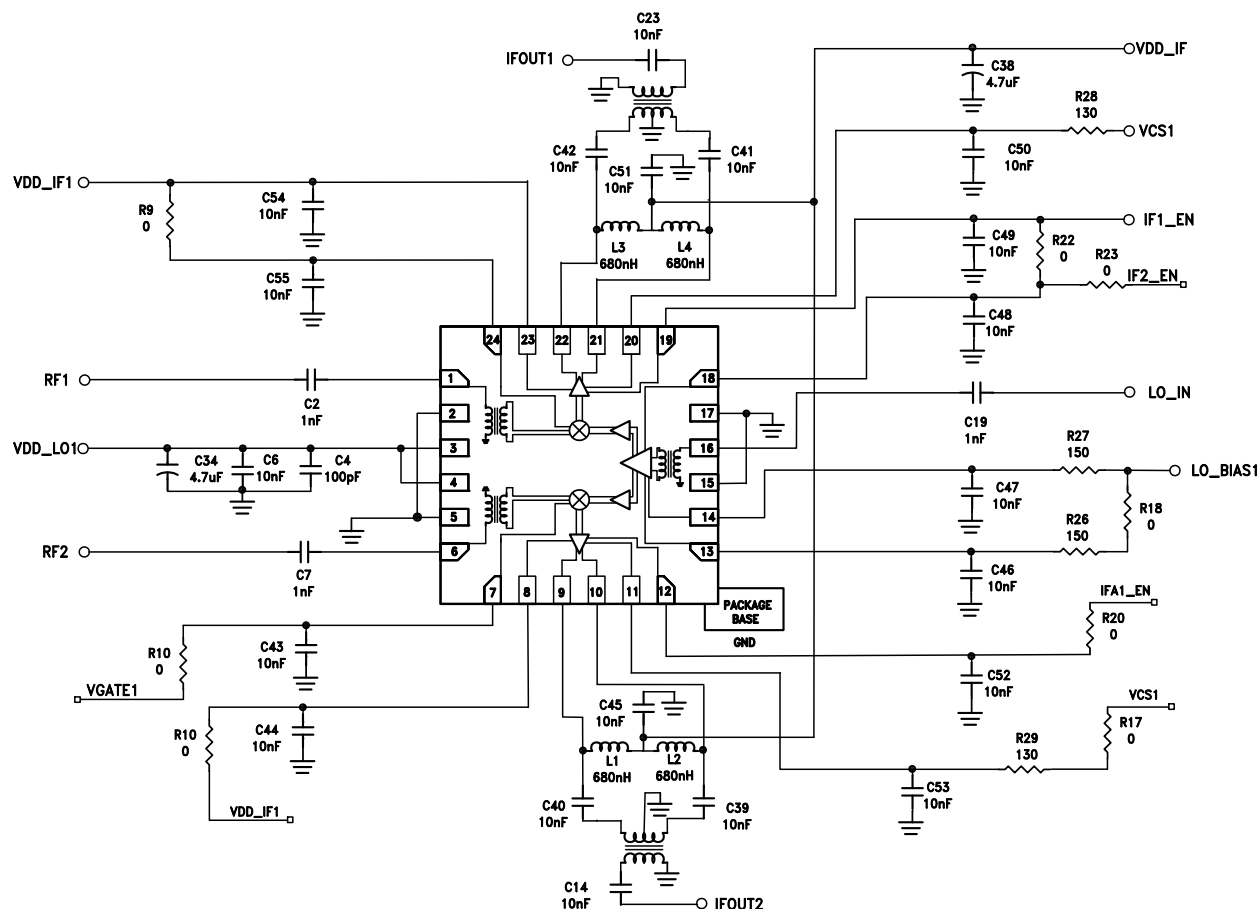 C23
10nF
IFOUT1
VDD_IF
C38
4.7uF
R28
130
VCS1
C42
10nF
C51
10nF
C41
10nF
C50
10nF
VDD_IF1
R9
0
C54
10nF
C55
10nF
L3
680nH
L4
680nH
IF1_EN
C49
10nF
R22
0
R23
0
IF2_EN
C48
10nF
24
23
22
21
20
19
RF1
C2
1nF
1
18
LO_IN
C19
1nF
2
17
VDD_LO1
C34
4.7uF
C6
10nF
C4
100pF
3
16
4
15
R27
150
LO_BIAS1
C47
10nF
R18
0
5
14
R26
150
RF2
C7
1nF
6
13
C46
10nF
7
8
9
10
11
12
PACKAGE
BASE
GND
IFA1_EN
R20
0
C43
10nF
R10
0
VGATE1
C52
10nF
VCS1
R17
0
C44
10nF
R10
0
VDD_IF1
C45
10nF
L1
680nH
L2
680nH
R29
130
C53
10nF
C40
10nF
C39
10nF
C14
10nF
IFOUT2